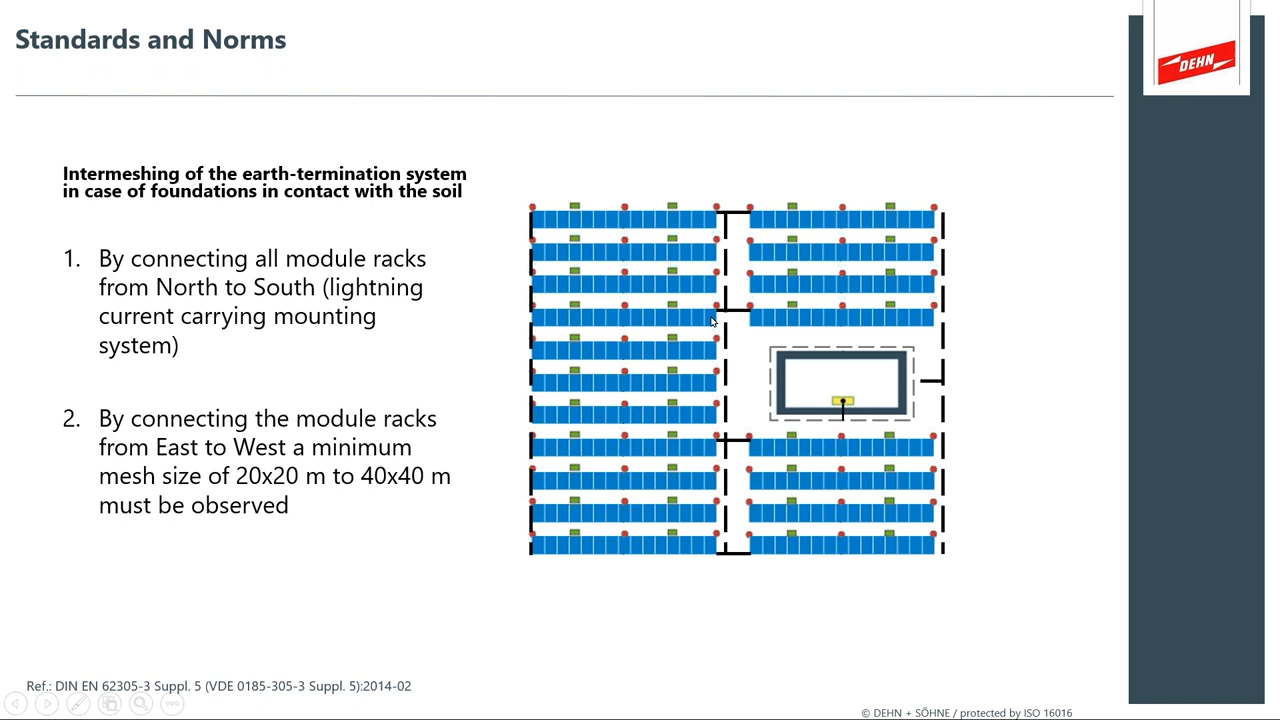 Standards and Norms
DEHN
Intermeshing of the earth-termination system
in case of foundations in contact with the soil
1. By connecting all module racks
from North to South (lightning
current carrying mounting
system)
2. By connecting the module racks
from East to West a minimum
mesh size of 20x20 m to 40x40 m
must be observed
Ref.: DIN EN 62305-3 Suppl. 5 (VDE 0185-305-3 Suppl. 5):2014-02
© DEHN + SÖHNE / protected by ISO 16016